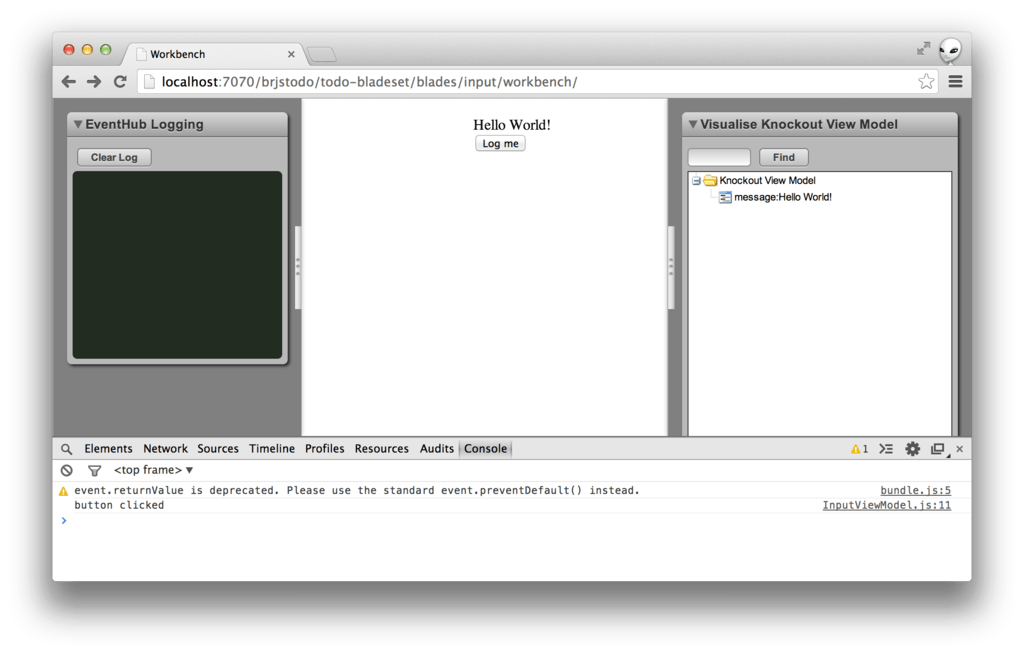 Workbench
localhost:7070/brjstodo/todo-bladeset/blades/input/workbench/
EventHub Logging
Clear Log
Hello World!
Log me
Visualise Knockout View Model
Find
Knockout View Model
message:Hello World!
Elements Network Sources Timeline Profiles Resources Audits Console 1
<top frame>
event.returnValue is deprecated. Please use the standard event.preventDefault() instead. bundle.js:5
button clicked InputViewModel.js:11